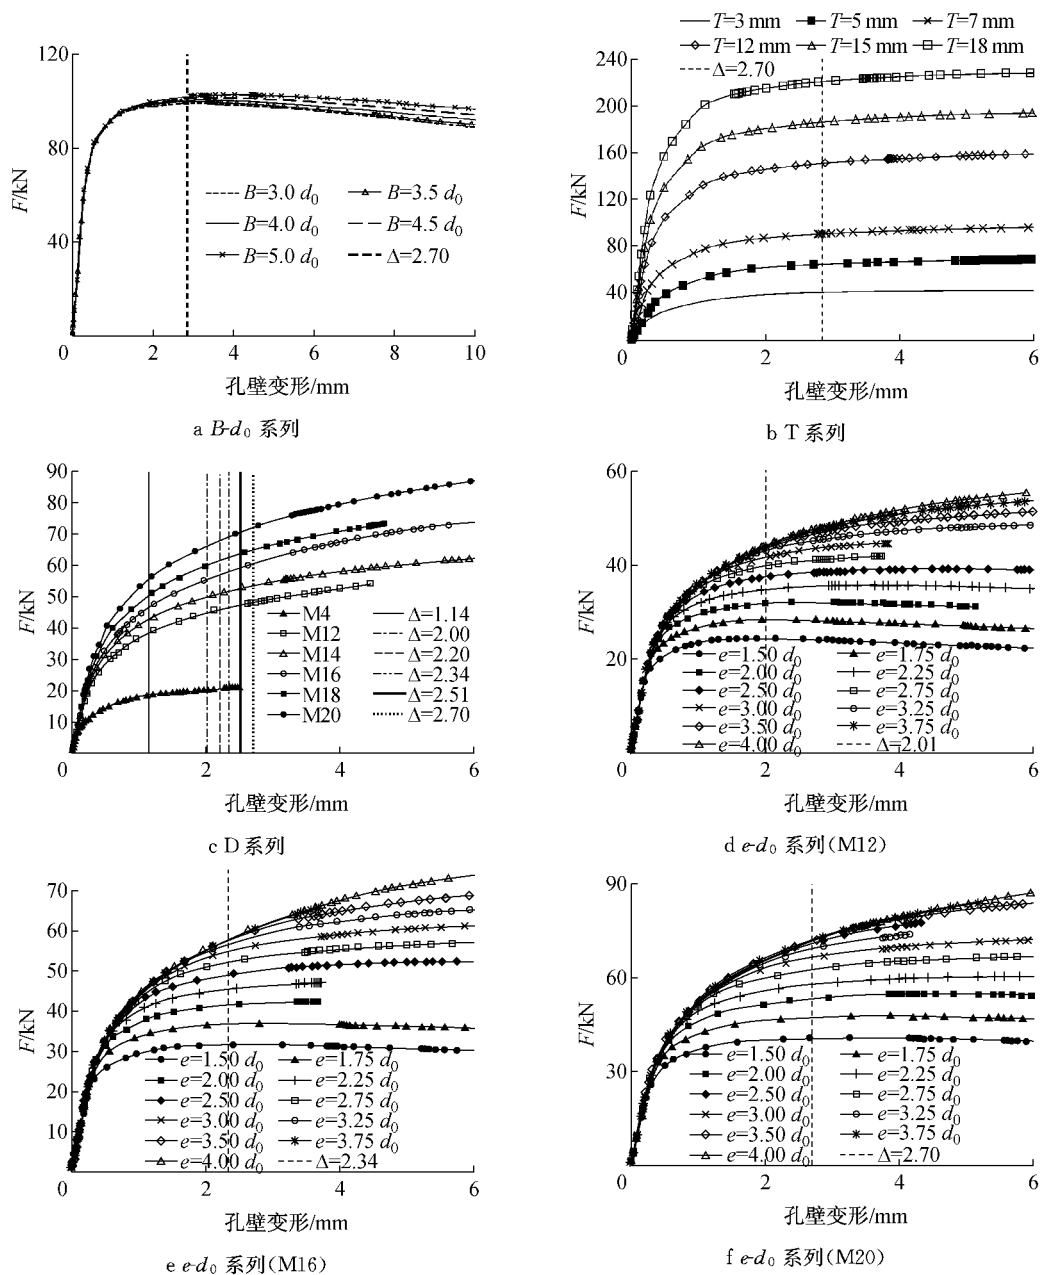 120
80
40
F/kN
B=3.0 d0 B=3.5 d0
B=4.0 d0 B=4.5 d0
B=5.0 d0 Δ=2.70
0 2 4 6 8 10
孔壁变形/mm
a B-d0 系列
T=3 mm T=5 mm T=7 mm
T=12 mm T=15 mm T=18 mm
Δ=2.70
240
200
160
120
80
40
F/kN
0 2 4 6
孔壁变形/mm
b T 系列
90
80
70
60
50
40
30
20
10
F/kN
M4 Δ=1.14
M12 Δ=2.00
M14 Δ=2.20
M16 Δ=2.34
M18 Δ=2.51
M20 Δ=2.70
0 2 4 6
孔壁变形/mm
c D 系列
60
40
20
F/kN
e=1.50 d0 e=1.75 d0
e=2.00 d0 e=2.25 d0
e=2.50 d0 e=2.75 d0
e=3.00 d0 e=3.25 d0
e=3.50 d0 e=3.75 d0
e=4.00 d0 Δ=2.01
0 2 4 6
孔壁变形/mm
d e-d0 系列(M12)
70
60
50
40
30
20
10
F/kN
e=1.50 d0 e=1.75 d0
e=2.00 d0 e=2.25 d0
e=2.50 d0 e=2.75 d0
e=3.00 d0 e=3.25 d0
e=3.50 d0 e=3.75 d0
e=4.00 d0 Δ=2.34
0 2 4 6
孔壁变形/mm
e e-d0 系列(M16)
90
60
30
F/kN
e=1.50 d0 e=1.75 d0
e=2.00 d0 e=2.25 d0
e=2.50 d0 e=2.75 d0
e=3.00 d0 e=3.25 d0
e=3.50 d0 e=3.75 d0
e=4.00 d0 Δ=2.70
0 2 4 6
孔壁变形/mm
f e-d0 系列(M20)